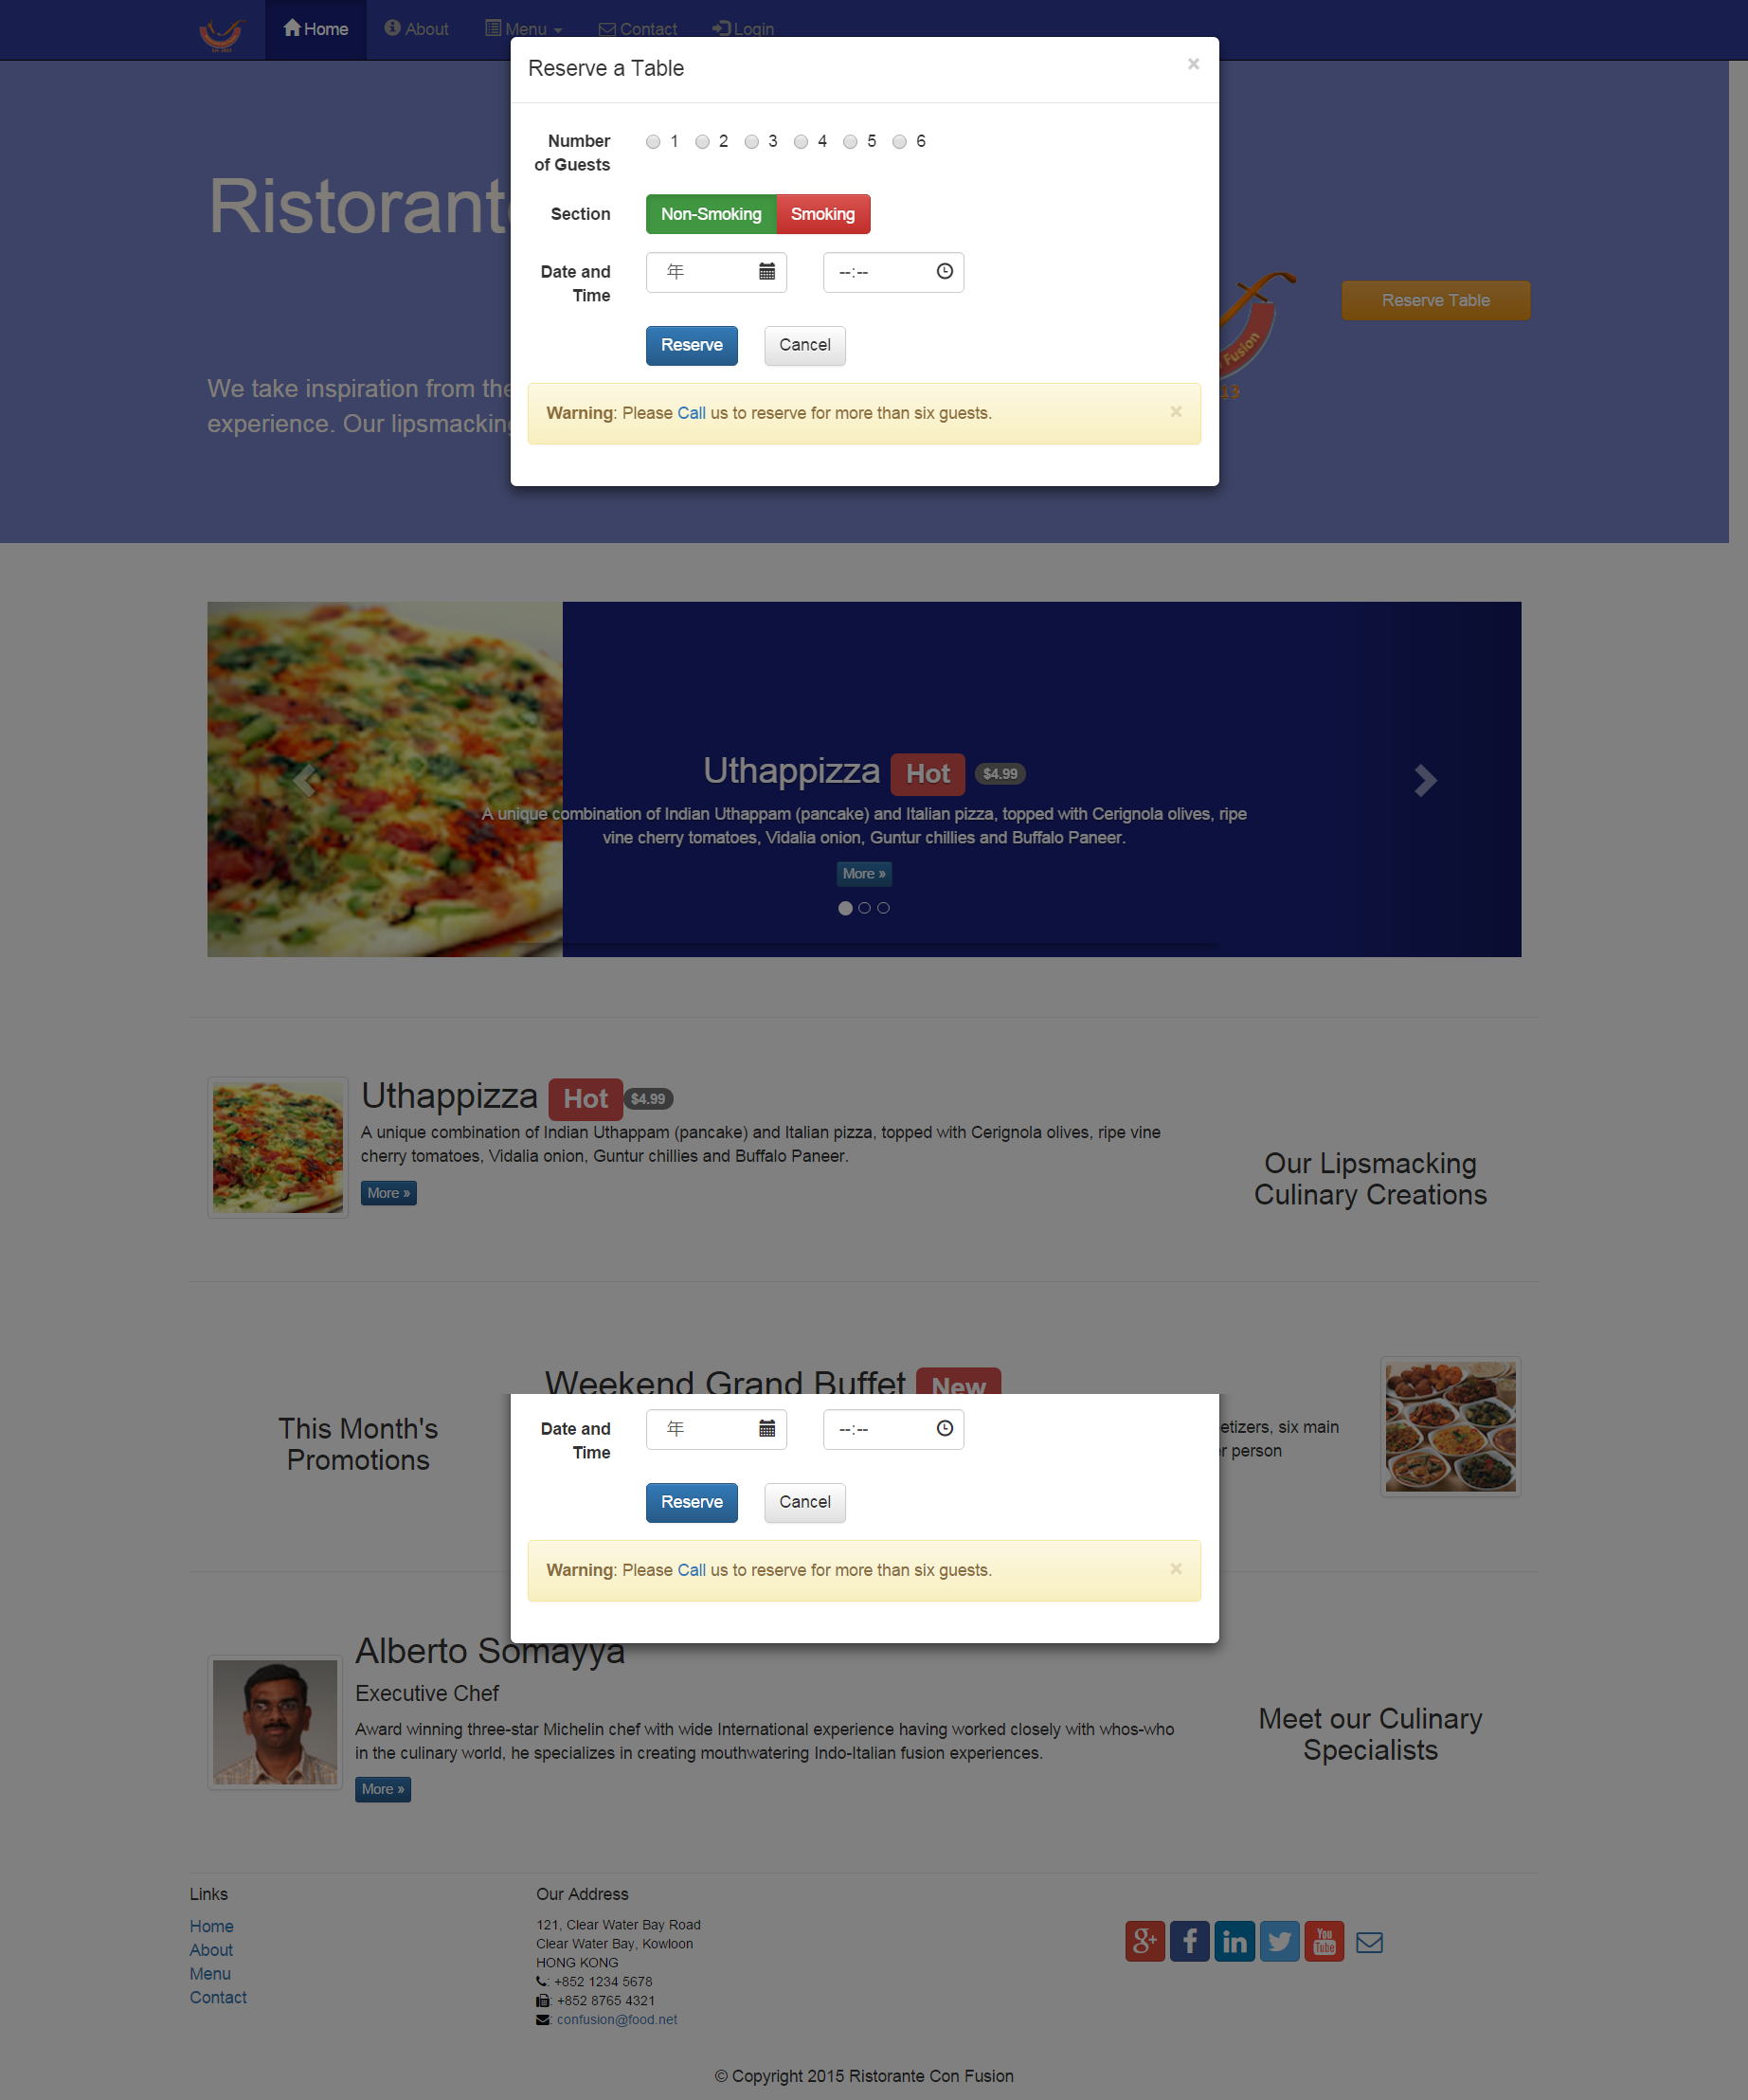 Home About Menu Contact Login
Reserve a Table ×
Number of Guests 1 2 3 4 5 6
Section Non-Smoking Smoking
Date and Time 年 --:--
Reserve Cancel
Warning: Please Call us to reserve for more than six guests. ×
Ristorant
Fusion
Reserve Table
We take inspiration from the
experience. Our lipsmacking
Uthappizza Hot $4.99
A unique combination of Indian Uthappam (pancake) and Italian pizza, topped with Cerignola olives, ripe
vine cherry tomatoes, Vidalia onion, Guntur chillies and Buffalo Paneer.
More »
Uthappizza Hot $4.99
A unique combination of Indian Uthappam (pancake) and Italian pizza, topped with Cerignola olives, ripe vine
cherry tomatoes, Vidalia onion, Guntur chillies and Buffalo Paneer.
More »
Our Lipsmacking
Culinary Creations
This Month's
Promotions
Weekend Grand Buffet New
etizers, six main
r person
Date and Time 年 --:--
Reserve Cancel
Warning: Please Call us to reserve for more than six guests. ×
Alberto Somayya
Executive Chef
Award winning three-star Michelin chef with wide International experience having worked closely with whos-who
in the culinary world, he specializes in creating mouthwatering Indo-Italian fusion experiences.
More »
Meet our Culinary
Specialists
Links
Home
About
Menu
Contact
Our Address
121, Clear Water Bay Road
Clear Water Bay, Kowloon
HONG KONG
: +852 1234 5678
: +852 8765 4321
: confusion@food.net
g+ f in You Tube
© Copyright 2015 Ristorante Con Fusion